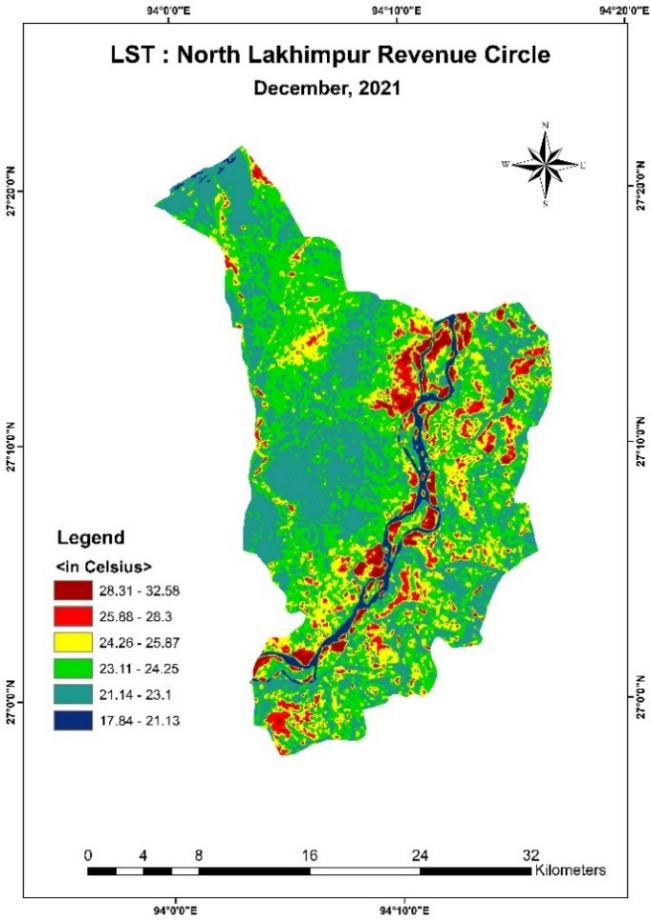 94°0'0"E 94°10'0"E 94°20'0"E
LST : North Lakhimpur Revenue Circle
December, 2021
N
W E
S
27°20'0"N 27°20'0"N
27°10'0"N 27°10'0"N
Legend
<in Celsius>
28.31 - 32.58
25.88 - 28.3
24.26 - 25.87
23.11 - 24.25
21.14 - 23.1
17.84 - 21.13
27°0'0"N 27°0'0"N
0 4 8 16 24 32
Kilometers
94°0'0"E 94°10'0"E